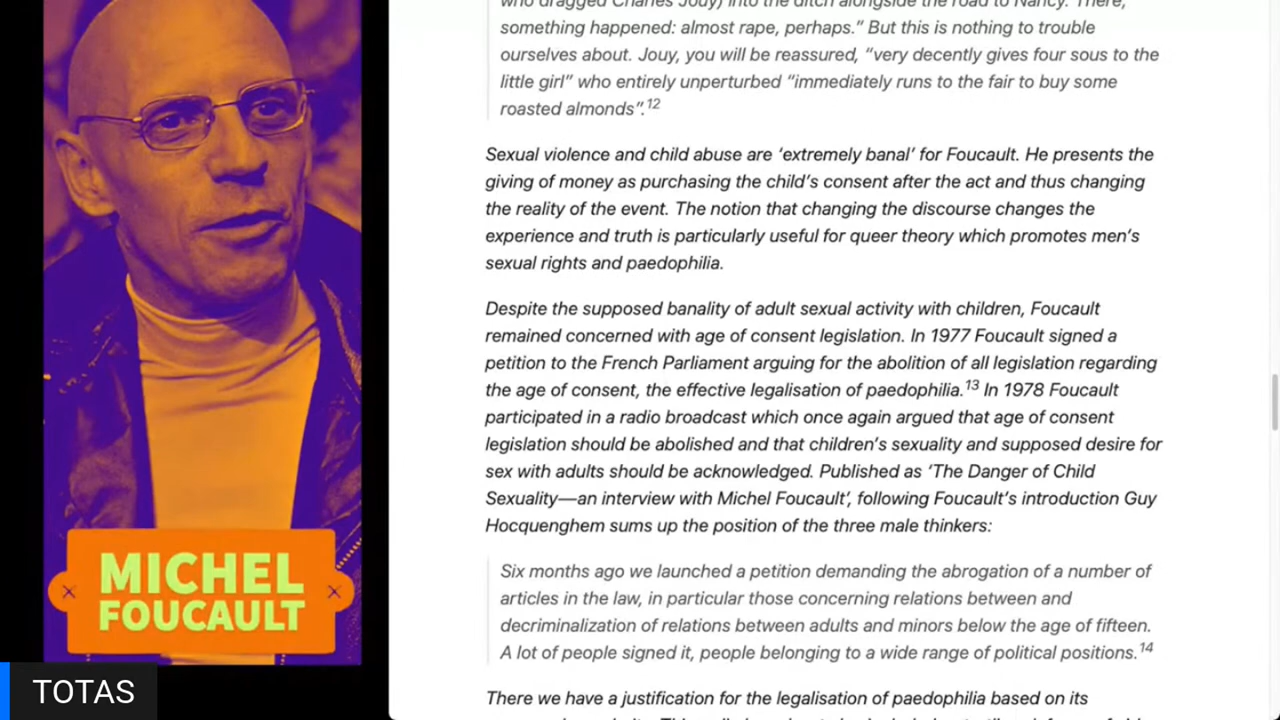 who dragged Charles Jouy) into the ditch alongside the road to Nancy. There,
something happened: almost rape, perhaps.” But this is nothing to trouble
ourselves about. Jouy, you will be reassured, “very decently gives four sous to the
little girl” who entirely unperturbed “immediately runs to the fair to buy some
roasted almonds”.12
Sexual violence and child abuse are ‘extremely banal’ for Foucault. He presents the
giving of money as purchasing the child’s consent after the act and thus changing
the reality of the event. The notion that changing the discourse changes the
experience and truth is particularly useful for queer theory which promotes men’s
sexual rights and paedophilia.
Despite the supposed banality of adult sexual activity with children, Foucault
remained concerned with age of consent legislation. In 1977 Foucault signed a
petition to the French Parliament arguing for the abolition of all legislation regarding
the age of consent, the effective legalisation of paedophilia.13 In 1978 Foucault
participated in a radio broadcast which once again argued that age of consent
legislation should be abolished and that children’s sexuality and supposed desire for
sex with adults should be acknowledged. Published as ‘The Danger of Child
Sexuality—an interview with Michel Foucault’, following Foucault’s introduction Guy
Hocquenghem sums up the position of the three male thinkers:
Six months ago we launched a petition demanding the abrogation of a number of
articles in the law, in particular those concerning relations between and
decriminalization of relations between adults and minors below the age of fifteen.
A lot of people signed it, people belonging to a wide range of political positions.14
There we have a justification for the legalisation of paedophilia based on its
MICHEL
FOUCAULT
TOTAS